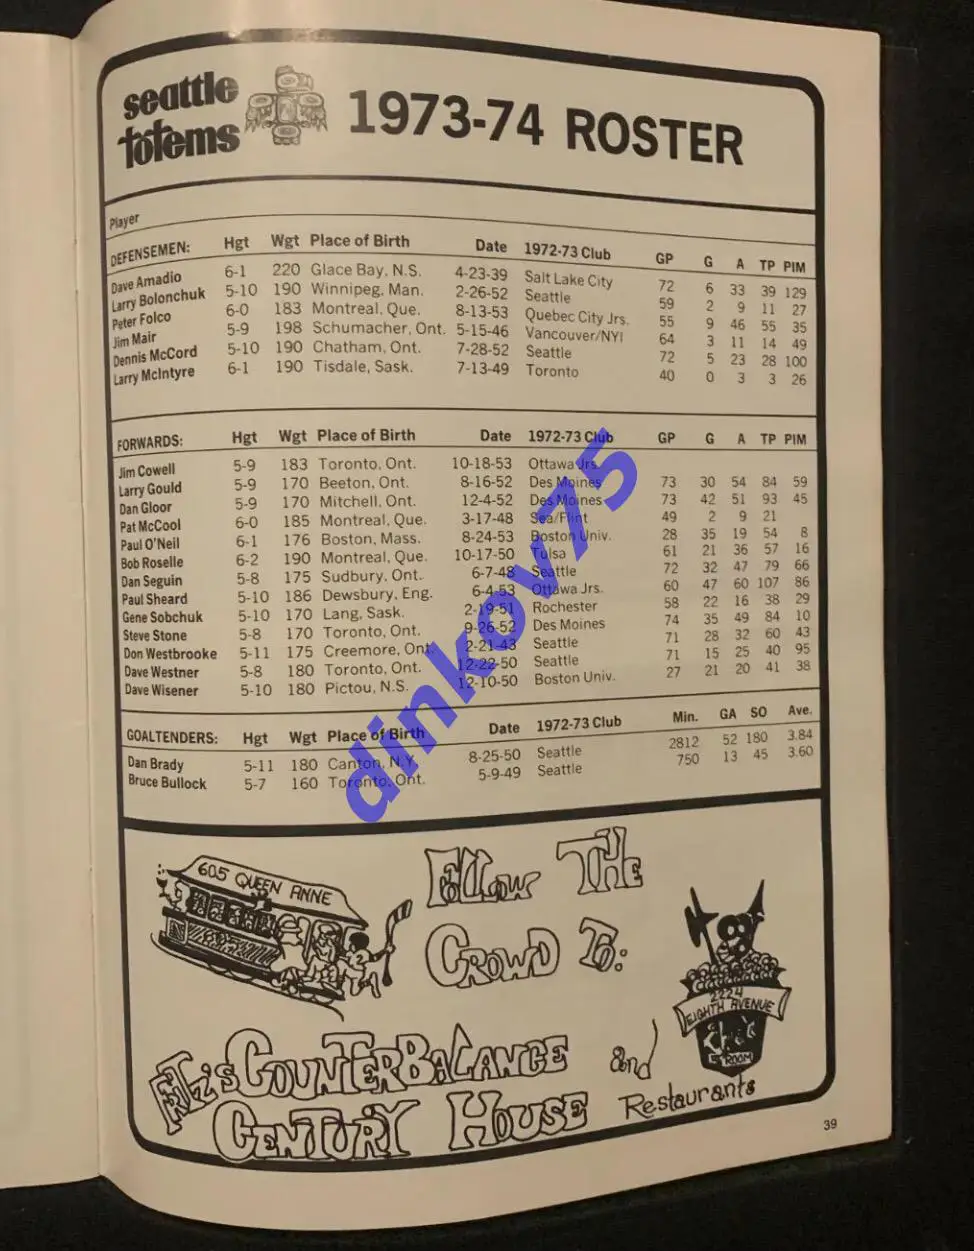 seattle totems 1973-74 ROSTER
Player
DEFENSEMEN: Hgt Wgt Place of Birth Date 1972-73 Club GP G A TP PIM
Dave Amadio 6-1 220 Glace Bay, N.S. 4-23-39 Salt Lake City 72 6 33 39 129
Larry Bolonchuk 5-10 190 Winnipeg, Man. 2-26-52 Seattle 59 2 9 11 27
Peter Folco 6-0 183 Montreal, Que. 8-13-53 Quebec City Jrs. 55 9 46 55 35
Jim Mair 5-9 198 Schumacher, Ont. 5-15-46 Vancouver/NYI 64 3 11 14 49
Dennis McCord 5-10 190 Chatham, Ont. 7-28-52 Seattle 72 5 23 28 100
Larry McIntyre 6-1 190 Tisdale, Sask. 7-13-49 Toronto 40 0 3 3 26
FORWARDS: Hgt Wgt Place of Birth Date 1972-73 Club GP G A TP PIM
Jim Cowell 5-9 183 Toronto, Ont. 10-18-53 Ottawa Jrs.
Larry Gould 5-9 170 Beeton, Ont. 8-16-52 Des Moines 73 30 54 84 59
Dan Gloor 5-9 170 Mitchell, Ont. 12-4-52 Des Moines 73 42 51 93 45
Pat McCool 6-0 185 Montreal, Que. 3-17-48 Sea/Flint 49 2 9 21
Paul O'Neil 6-1 176 Boston, Mass. 8-24-53 Boston Univ. 28 35 19 54 8
Bob Roselle 6-2 190 Montreal, Que. 10-17-50 Tulsa 61 21 36 57 16
Dan Seguin 5-8 175 Sudbury, Ont. 6-7-48 Seattle 72 32 47 79 66
Paul Sheard 5-10 186 Dewsbury, Eng. 6-4-53 Ottawa Jrs. 60 47 60 107 86
Gene Sobchuk 5-10 170 Lang, Sask. 2-19-51 Rochester 58 22 16 38 29
Steve Stone 5-8 170 Toronto, Ont. 9-26-52 Des Moines 74 35 49 84 10
Don Westbrooke 5-11 175 Creemore, Ont. 2-21-43 Seattle 71 28 32 60 43
Dave Westner 5-8 180 Toronto, Ont. 12-22-50 Seattle 71 15 25 40 95
Dave Wisener 5-10 180 Pictou, N.S. 12-10-50 Boston Univ. 27 21 20 41 38
GOALTENDERS: Hgt Wgt Place of Birth Date 1972-73 Club Min. GA SO Ave.
Dan Brady 5-11 180 Canton, N.Y. 8-25-50 Seattle 2812 52 180 3.84
Bruce Bullock 5-7 160 Toronto, Ont. 5-9-49 Seattle 750 13 45 3.60
dinkov75
605 QUEEN ANNE
FOLLOW THE
CROWD TO:
2224
EIGHTH AVENUE
ROOM
FITZ'S COUNTERBALANCE and
CENTURY HOUSE Restaurants
39